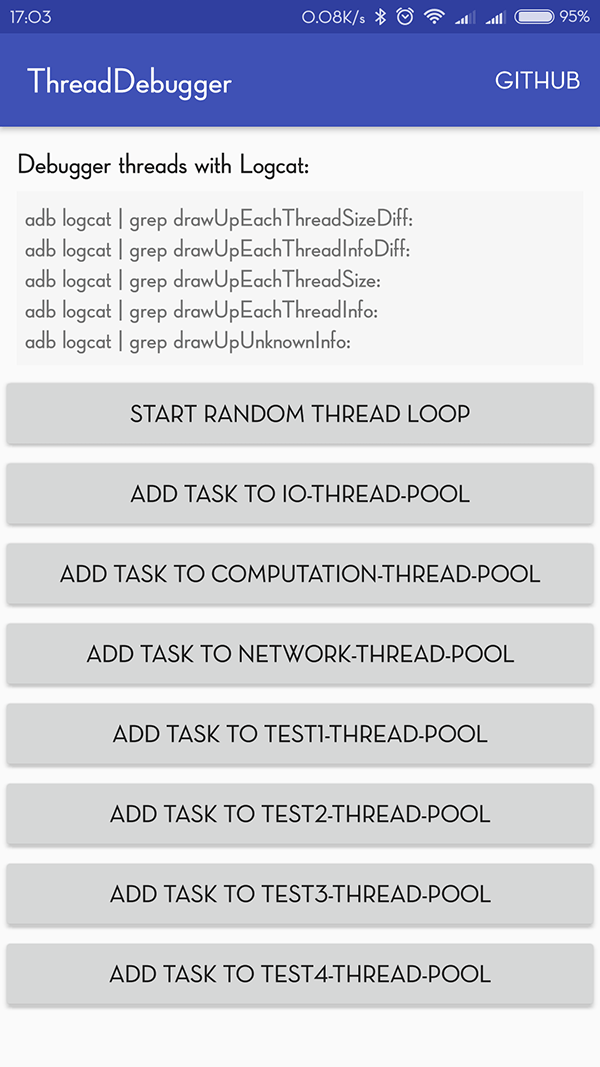 17:03 0.08K/s 95%
ThreadDebugger GITHUB
Debugger threads with Logcat:
adb logcat | grep drawUpEachThreadSizeDiff:
adb logcat | grep drawUpEachThreadInfoDiff:
adb logcat | grep drawUpEachThreadSize:
adb logcat | grep drawUpEachThreadInfo:
adb logcat | grep drawUpUnknownInfo:
START RANDOM THREAD LOOP
ADD TASK TO IO-THREAD-POOL
ADD TASK TO COMPUTATION-THREAD-POOL
ADD TASK TO NETWORK-THREAD-POOL
ADD TASK TO TEST1-THREAD-POOL
ADD TASK TO TEST2-THREAD-POOL
ADD TASK TO TEST3-THREAD-POOL
ADD TASK TO TEST4-THREAD-POOL